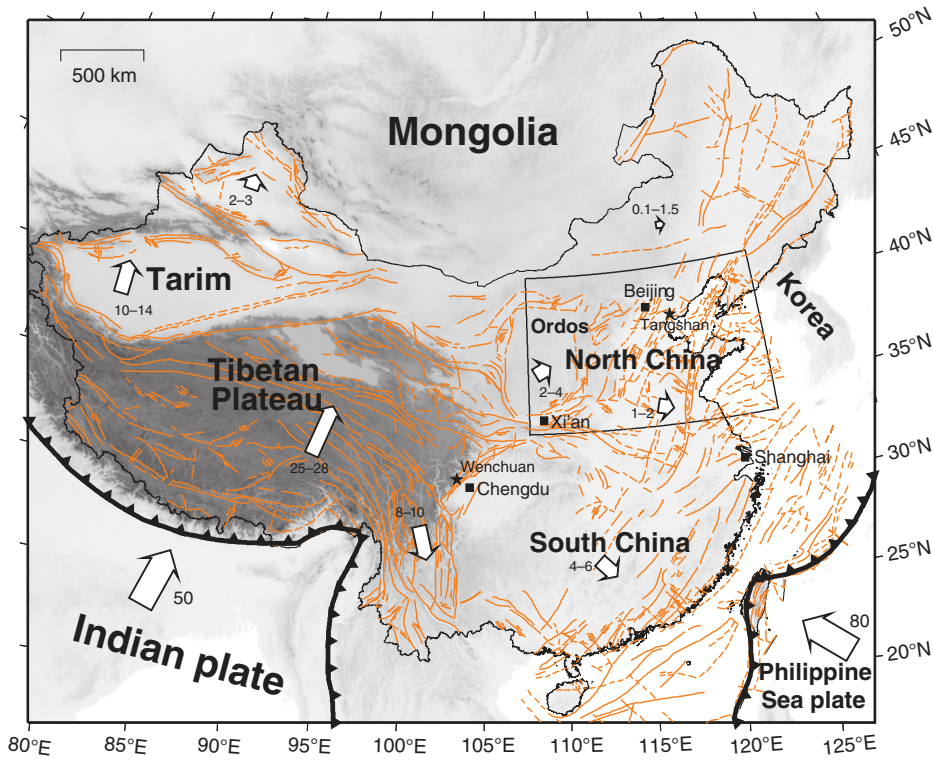 50°N
500 km
Mongolia
45°N
2–3
0.1–1.5
40°N
Tarim
10–14
Beijing
Korea
Tangshan
Ordos
North China
35°N
Tibetan
Plateau
2–4
1–2
Xi'an
30°N
25–28
Wenchuan
Chengdu
Shanghai
8–10
South China
4–6
25°N
50
Indian plate
80
20°N
Philippine
Sea plate
80°E 85°E 90°E 95°E 100°E 105°E 110°E 115°E 120°E 125°E